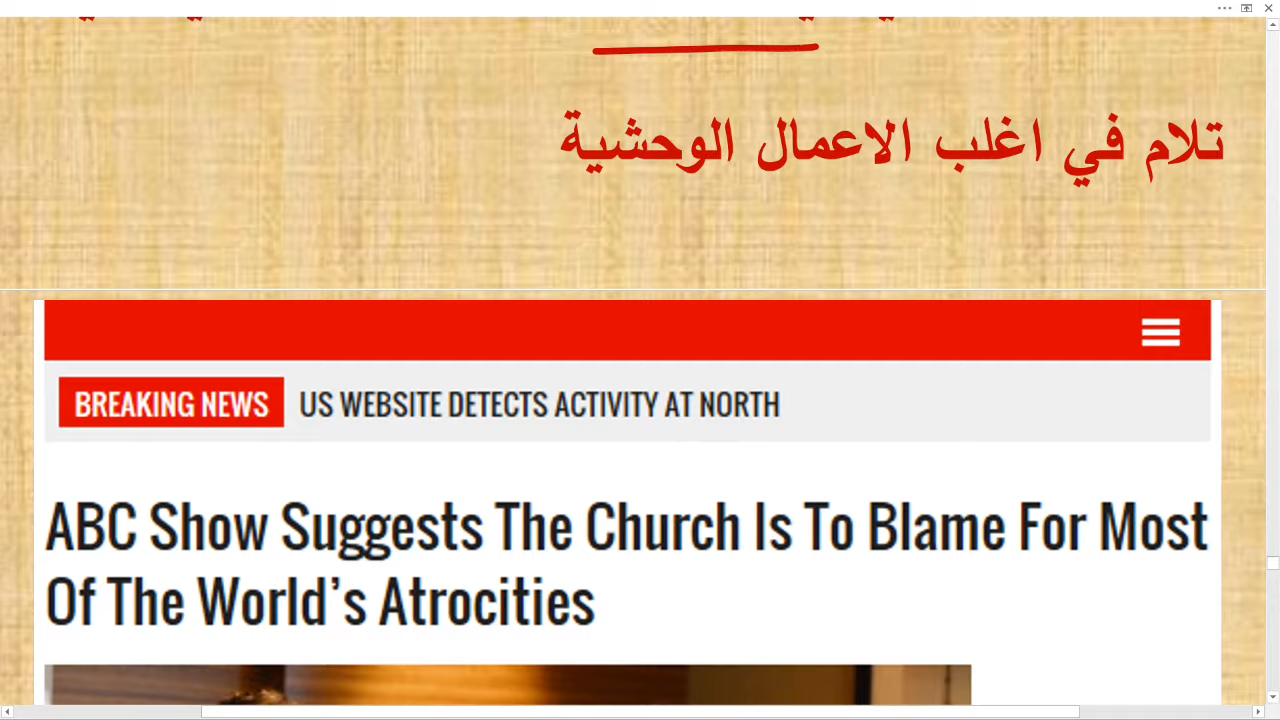 تلام في اغلب الاعمال الوحشية
BREAKING NEWS US WEBSITE DETECTS ACTIVITY AT NORTH
ABC Show Suggests The Church Is To Blame For Most
Of The World's Atrocities